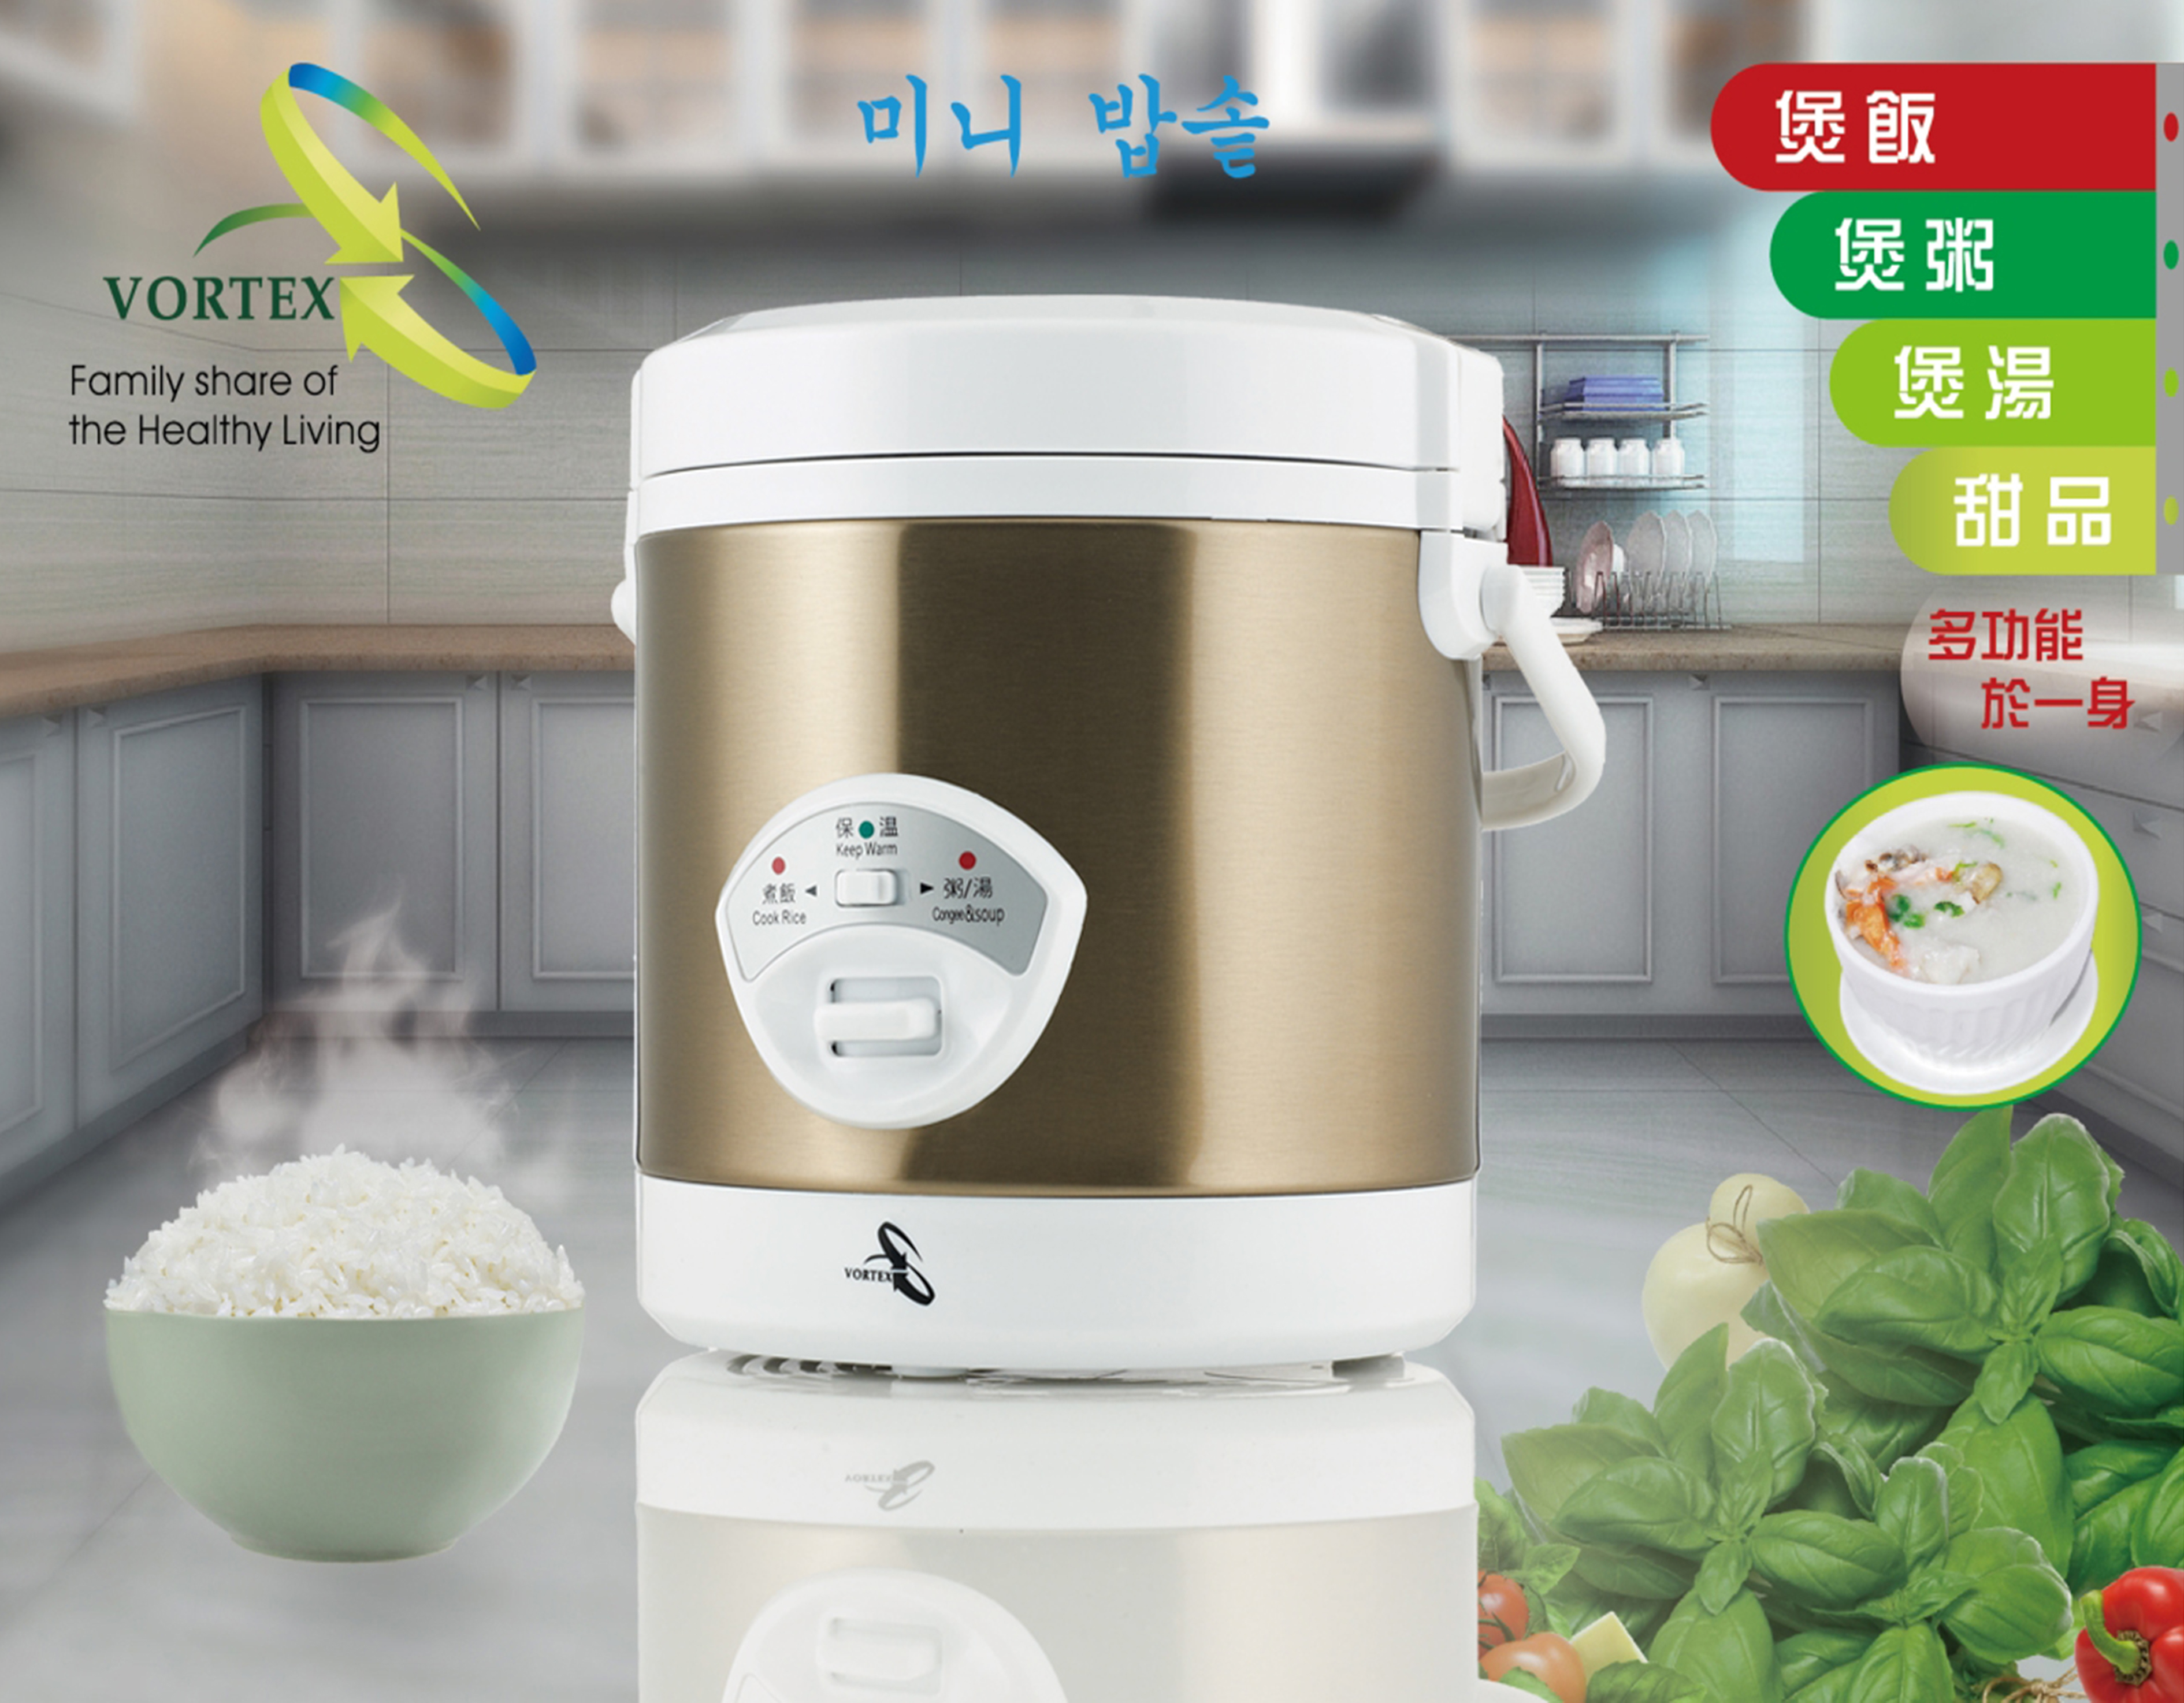 미니 밥솥
VORTEX
Family share of
the Healthy Living
煲飯
煲粥
煲湯
甜品
多功能
於一身
保溫
Keep Warm
煮飯
Cook Rice
粥/湯
Congee&soup
VORTEX